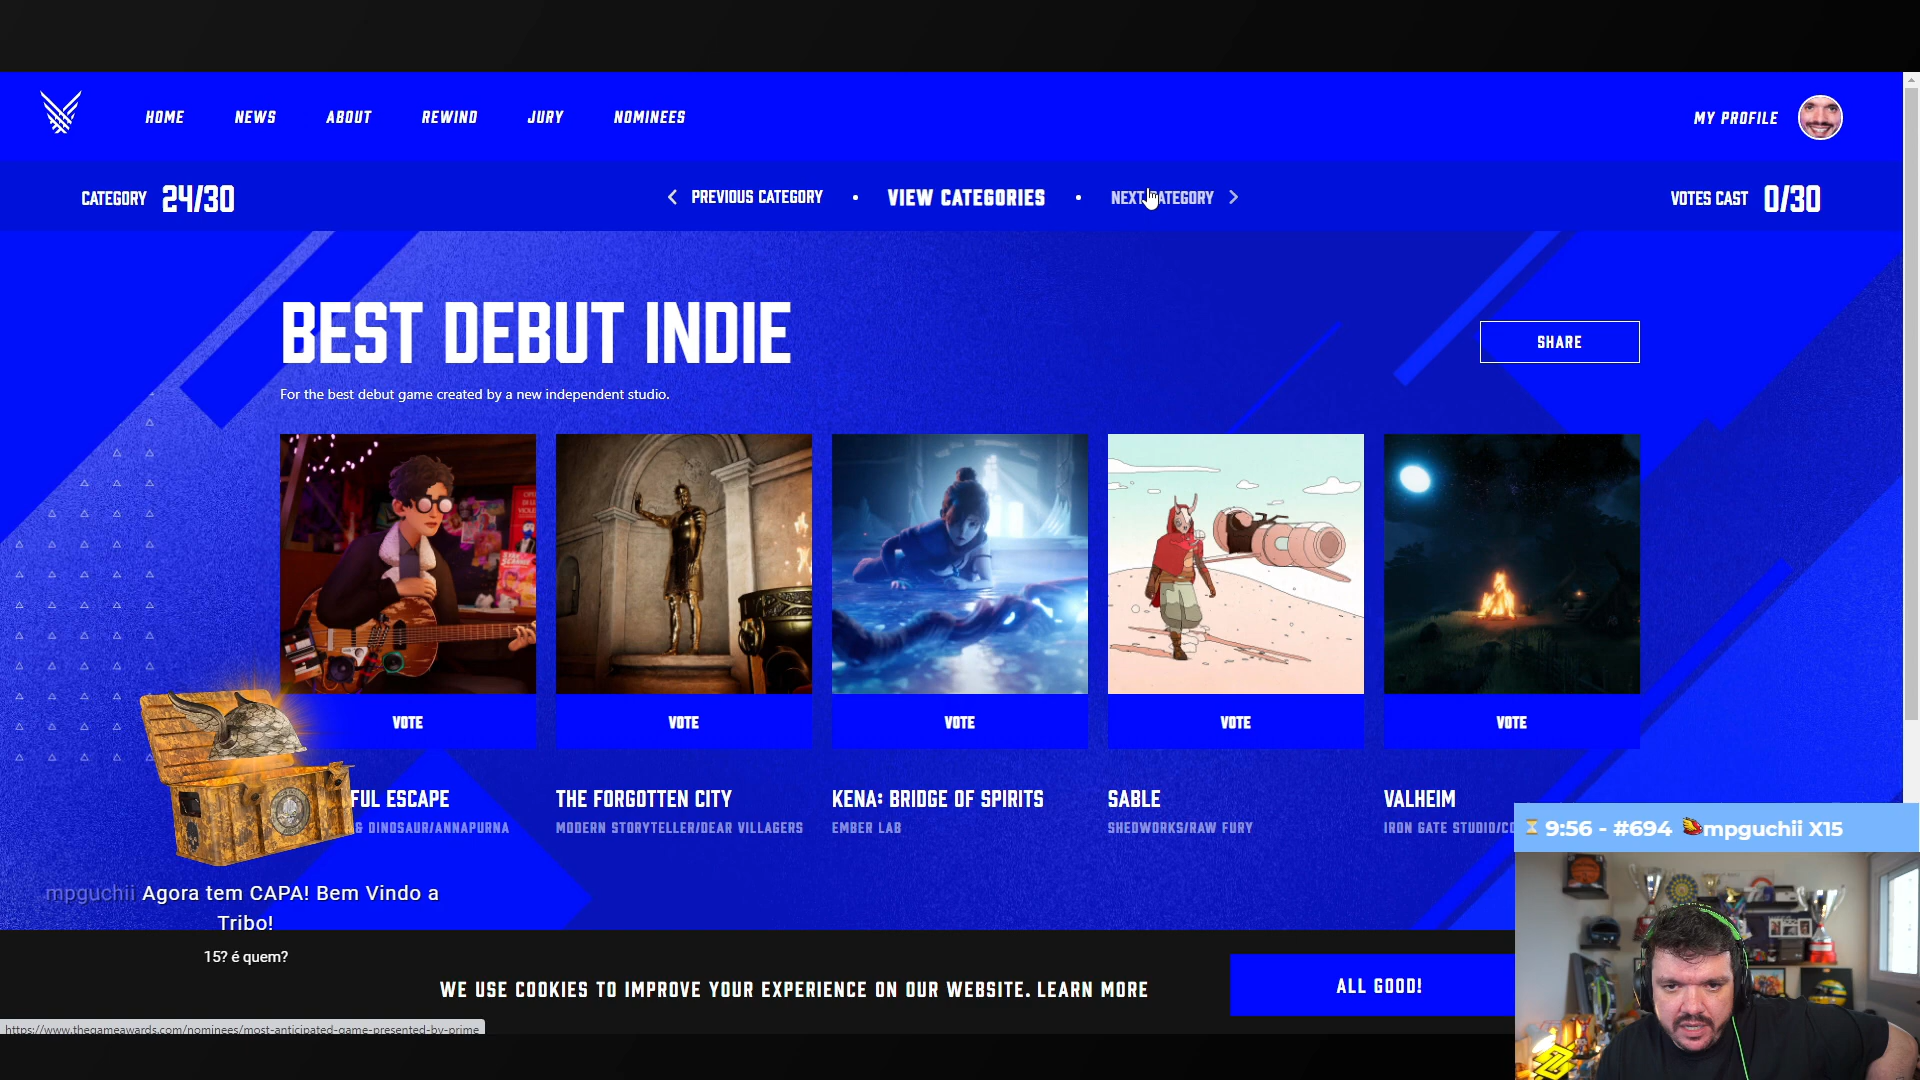 HOME NEWS ABOUT REWIND JURY NOMINEES MY PROFILE
CATEGORY 24/30 PREVIOUS CATEGORY • VIEW CATEGORIES • NEXT CATEGORY VOTES CAST 0/30
BEST DEBUT INDIE
SHARE
For the best debut game created by a new independent studio.
VOTE VOTE VOTE VOTE VOTE
FUL ESCAPE THE FORGOTTEN CITY KENA: BRIDGE OF SPIRITS SABLE VALHEIM
& DINOSAUR/ANNAPURNA MODERN STORYTELLER/DEAR VILLAGERS EMBER LAB SHEDWORKS/RAW FURY IRON GATE STUDIO/CO
9:56 - #694 mpguchii X15
mpguchii Agora tem CAPA! Bem Vindo a
Tribo!
15? é quem?
WE USE COOKIES TO IMPROVE YOUR EXPERIENCE ON OUR WEBSITE. LEARN MORE ALL GOOD!
https://www.thegameawards.com/nominees/most-anticipated-game-presented-by-prime